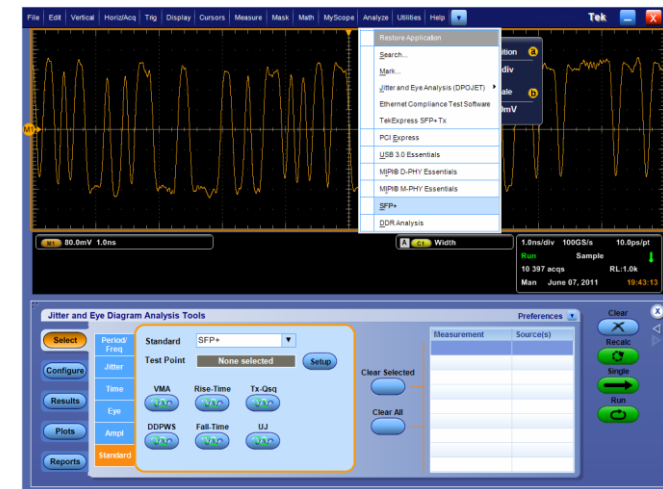 File Edit Vertical Horiz/Acq Trig Display Cursors Measure Mask Math MyScope Analyze Utilities Help Tek
Restore Application
Search...
Mark...
Jitter and Eye Analysis (DPOJET)
Ethernet Compliance Test Software
TekExpress SFP+ Tx
PCI Express
USB 3.0 Essentials
MIPI® D-PHY Essentials
MIPI® M-PHY Essentials
SFP+
DDR Analysis
a
b
M1 80.0mV 1.0ns
A C1 Width
1.0ns/div 100GS/s 10.0ps/pt
Run Sample
10 397 acqs RL:1.0k
Man June 07, 2011 19:43:13
Jitter and Eye Diagram Analysis Tools
Preferences
Clear
X
Select
Configure
Results
Plots
Reports
Period/
Freq
Jitter
Time
Eye
Ampl
Standard
Standard SFP+
Test Point None selected Setup
VMA Rise-Time Tx-Qsq
DDPWS Fall-Time UJ
Clear Selected
Clear All
Measurement Source(s)
Recalc
Single
Run